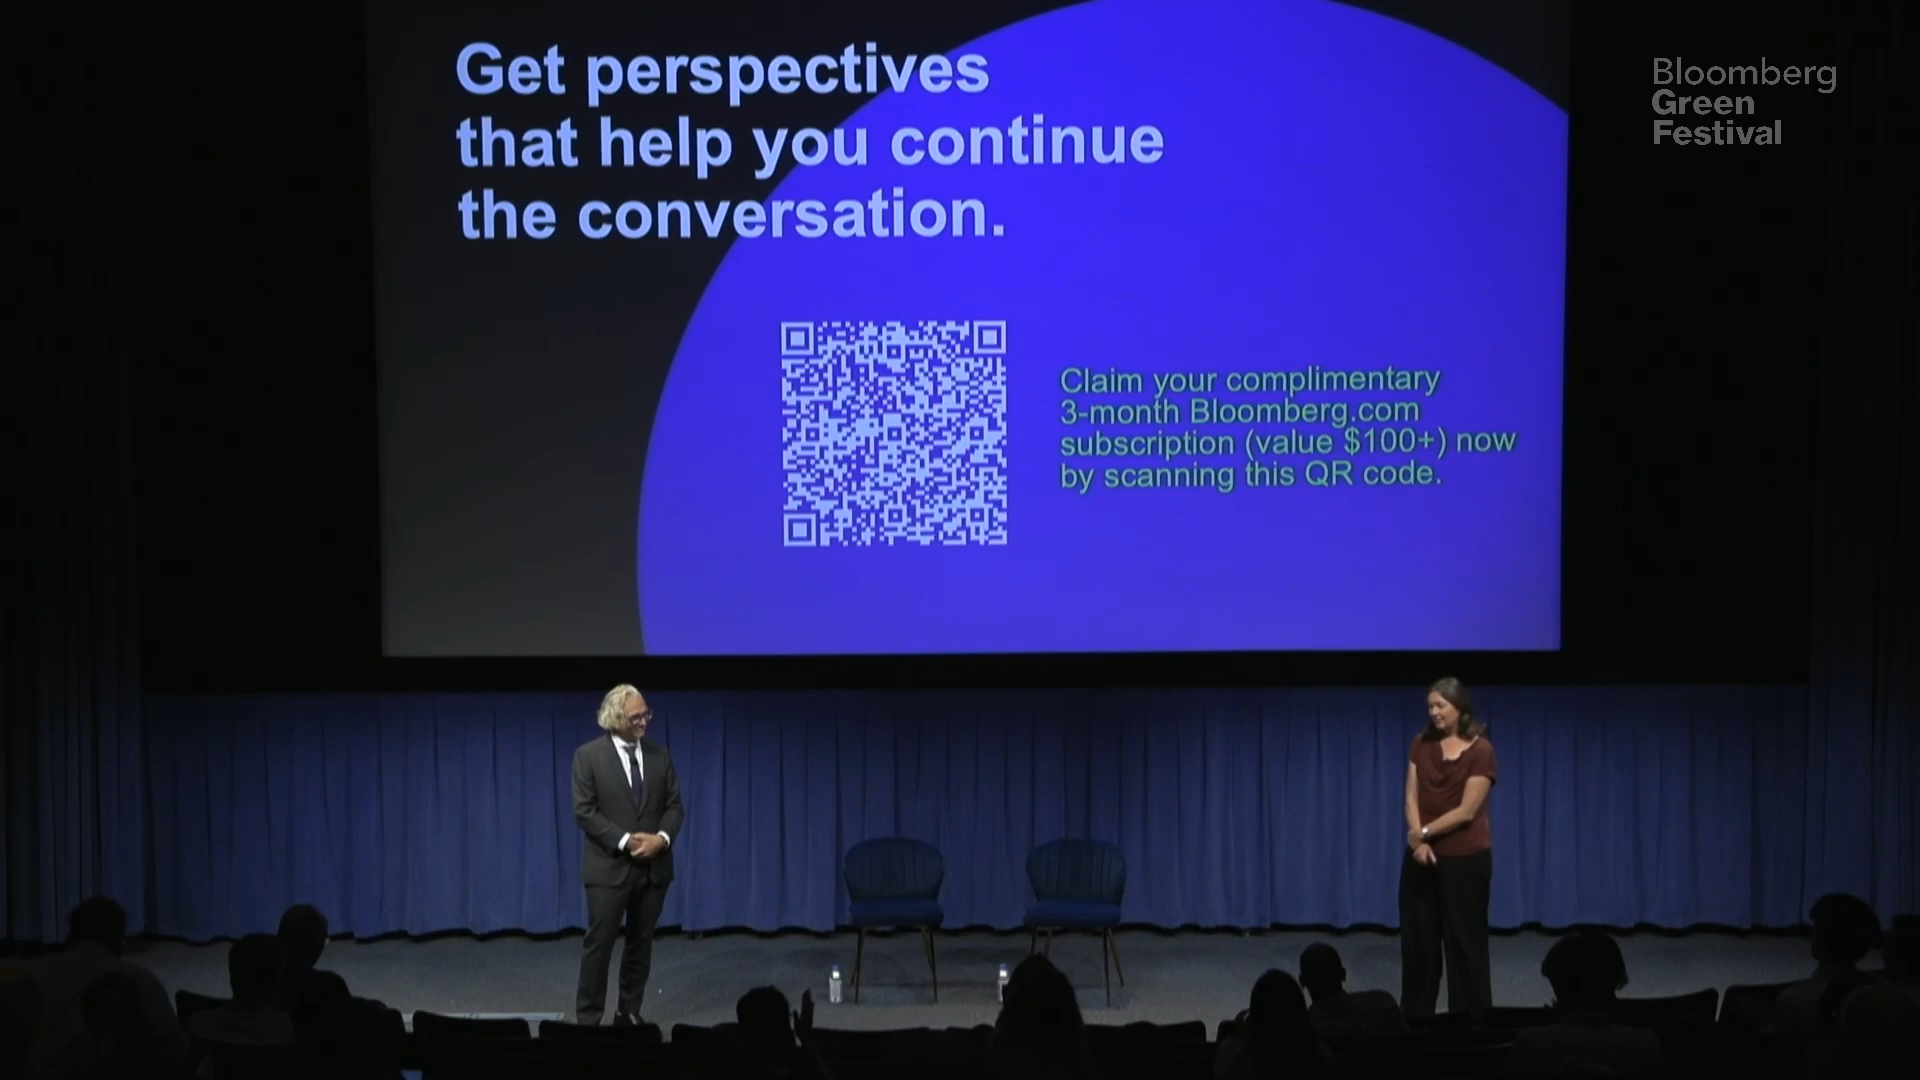 Get perspectives
that help you continue
the conversation.
Claim your complimentary
3-month Bloomberg.com
subscription (value $100+) now
by scanning this QR code.
Bloomberg
Green
Festival